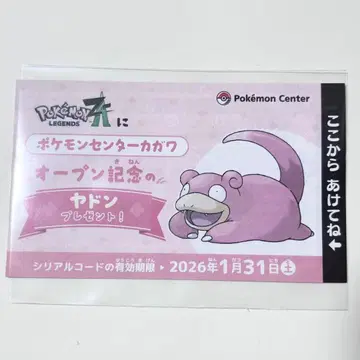 Pokémon LEGENDS Z-A に
Pokémon Center
ポケモンセンターカガワ
オープン記念の
きねん
ヤドン
プレゼント！
シリアルコードの有効期限▶2026年1月31日土
ここから あけてね↑